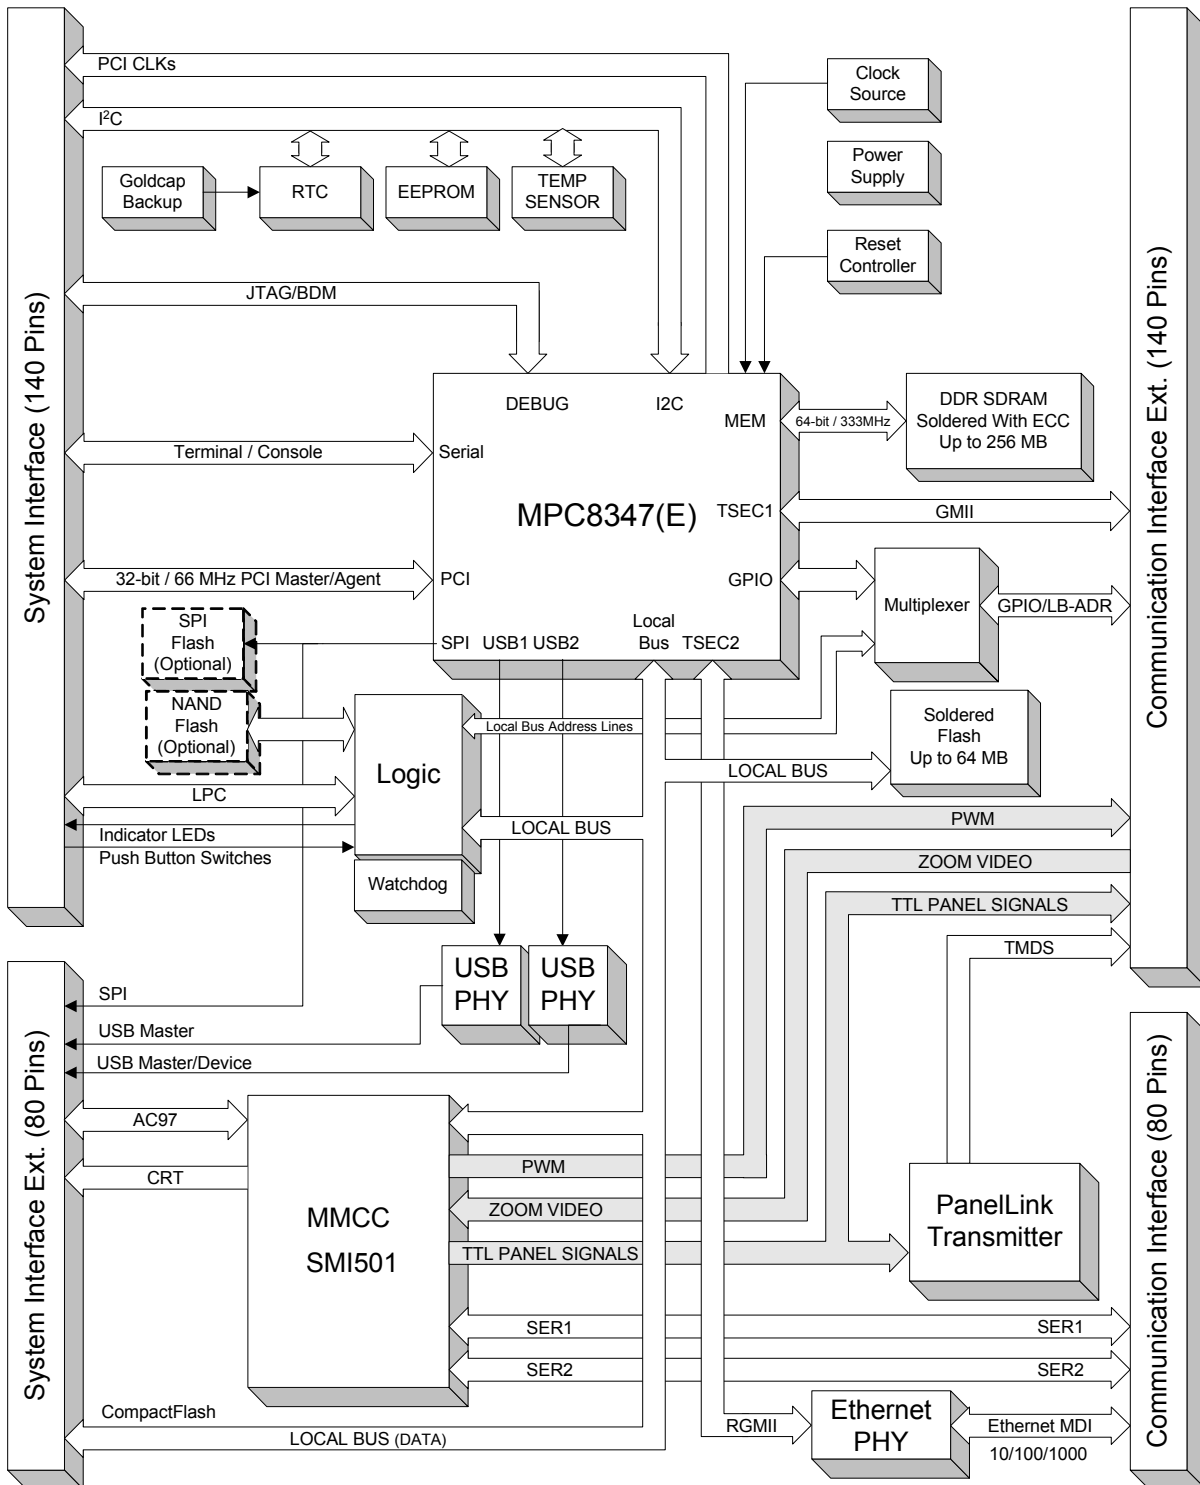 PCI CLKs
I2C
Goldcap
Backup
RTC
EEPROM
TEMP
SENSOR
Clock
Source
Power
Supply
Reset
Controller
JTAG/BDM
System Interface (140 Pins)
Communication Interface Ext. (140 Pins)
DEBUG
I2C
MEM
64-bit / 333MHz
DDR SDRAM
Soldered With ECC
Up to 256 MB
Terminal / Console
Serial
MPC8347(E)
TSEC1
GMII
32-bit / 66 MHz PCI Master/Agent
PCI
GPIO
Multiplexer
GPIO/LB-ADR
SPI
Flash
(Optional)
SPI
USB1
USB2
Local
Bus
TSEC2
NAND
Flash
(Optional)
Logic
Local Bus Address Lines
Soldered
Flash
Up to 64 MB
LOCAL BUS
LPC
Indicator LEDs
Push Button Switches
LOCAL BUS
PWM
ZOOM VIDEO
TTL PANEL SIGNALS
TMDS
Watchdog
USB
PHY
USB
PHY
SPI
USB Master
USB Master/Device
System Interface Ext. (80 Pins)
Communication Interface (80 Pins)
AC97
CRT
MMCC
SMI501
PWM
ZOOM VIDEO
TTL PANEL SIGNALS
PanelLink
Transmitter
SER1
SER1
SER2
SER2
CompactFlash
LOCAL BUS (DATA)
RGMII
Ethernet
PHY
Ethernet MDI
10/100/1000